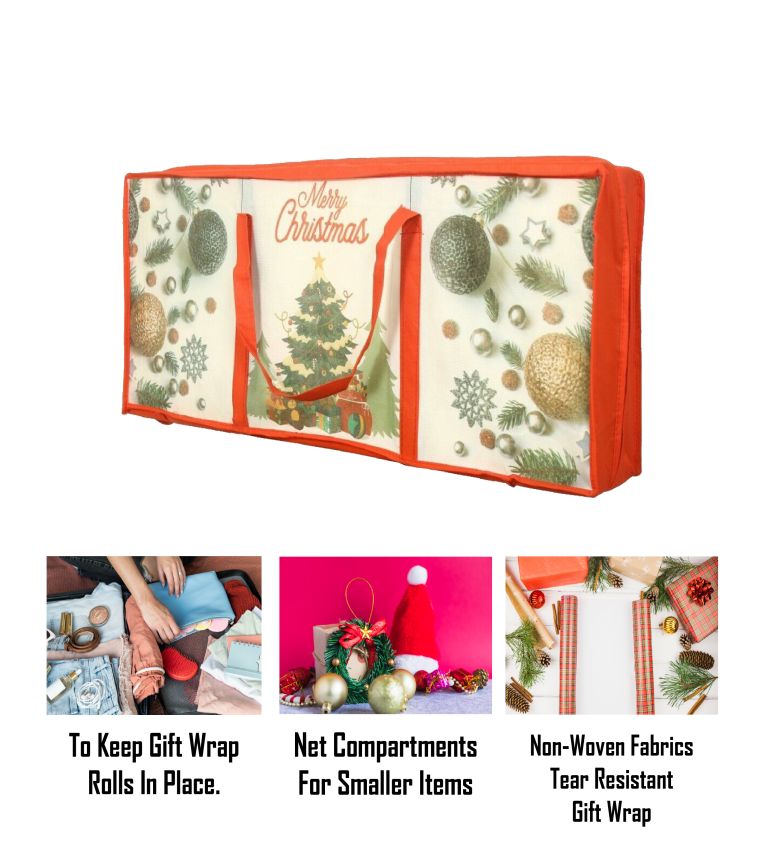 Merry
Christmas
To Keep Gift Wrap
Rolls In Place.
Net Compartments
For Smaller Items
Non-Woven Fabrics
Tear Resistant
Gift Wrap